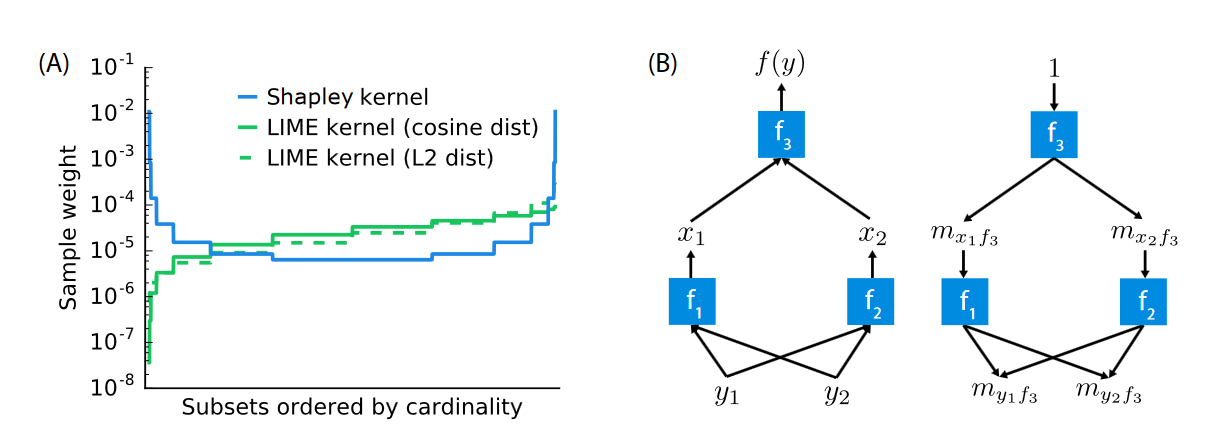 (A)
10^-1
10^-2
10^-3
10^-4
10^-5
10^-6
10^-7
10^-8
Sample weight
Shapley kernel
LIME kernel (cosine dist)
LIME kernel (L2 dist)
Subsets ordered by cardinality
(B)
f(y)
f_3
x_1 x_2
f_1 f_2
y_1 y_2
1
f_3
m_{x_1 f_3} m_{x_2 f_3}
f_1 f_2
m_{y_1 f_3} m_{y_2 f_3}